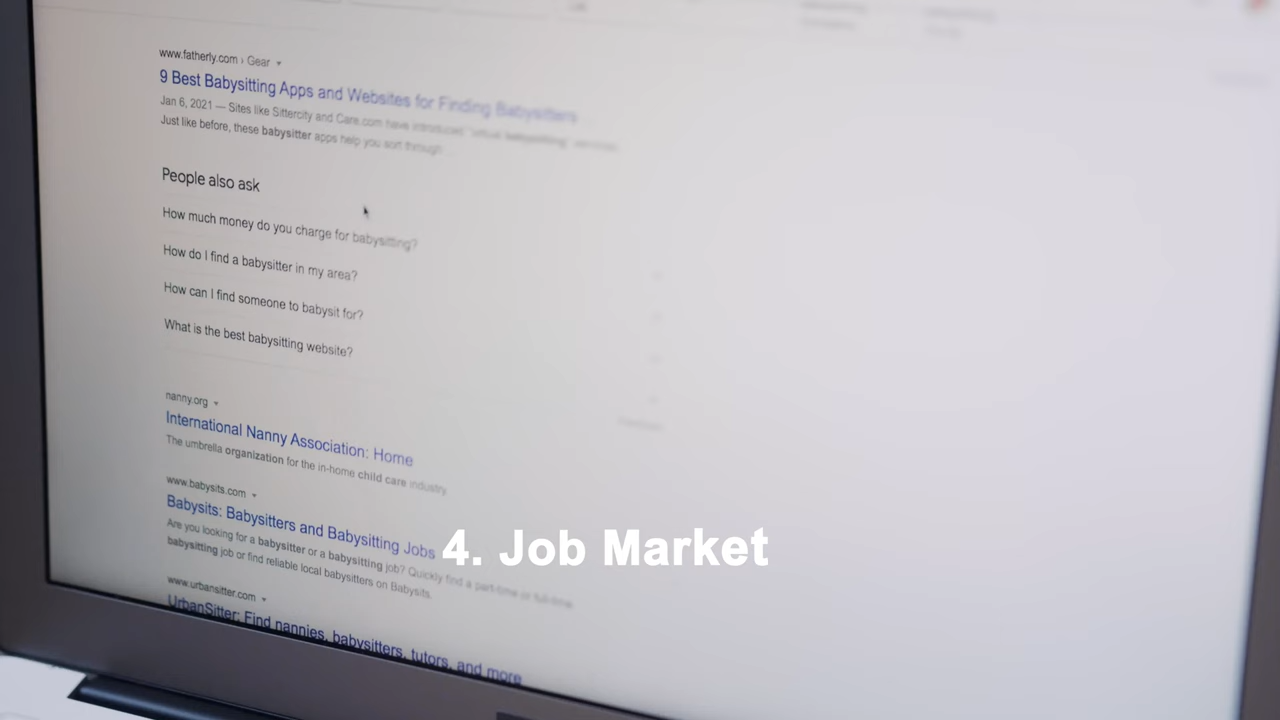 www.fatherly.com › Gear
9 Best Babysitting Apps and Websites for Finding Babysitters
Jan 6, 2021 — Sites like Sittercity and Care.com have introduced "virtual babysitting" services.
Just like before, these babysitter apps help you sort through
People also ask
How much money do you charge for babysitting?
How do I find a babysitter in my area?
How can I find someone to babysit for?
What is the best babysitting website?
nanny.org
International Nanny Association: Home
The umbrella organization for the in-home child care industry
www.babysits.com
Babysits: Babysitters and Babysitting Jobs
Are you looking for a babysitter or a babysitting job? Quickly find a part-time or full-time
babysitting job or find reliable local babysitters on Babysits.
4. Job Market
www.urbansitter.com
UrbanSitter: Find nannies, babysitters, tutors, and more